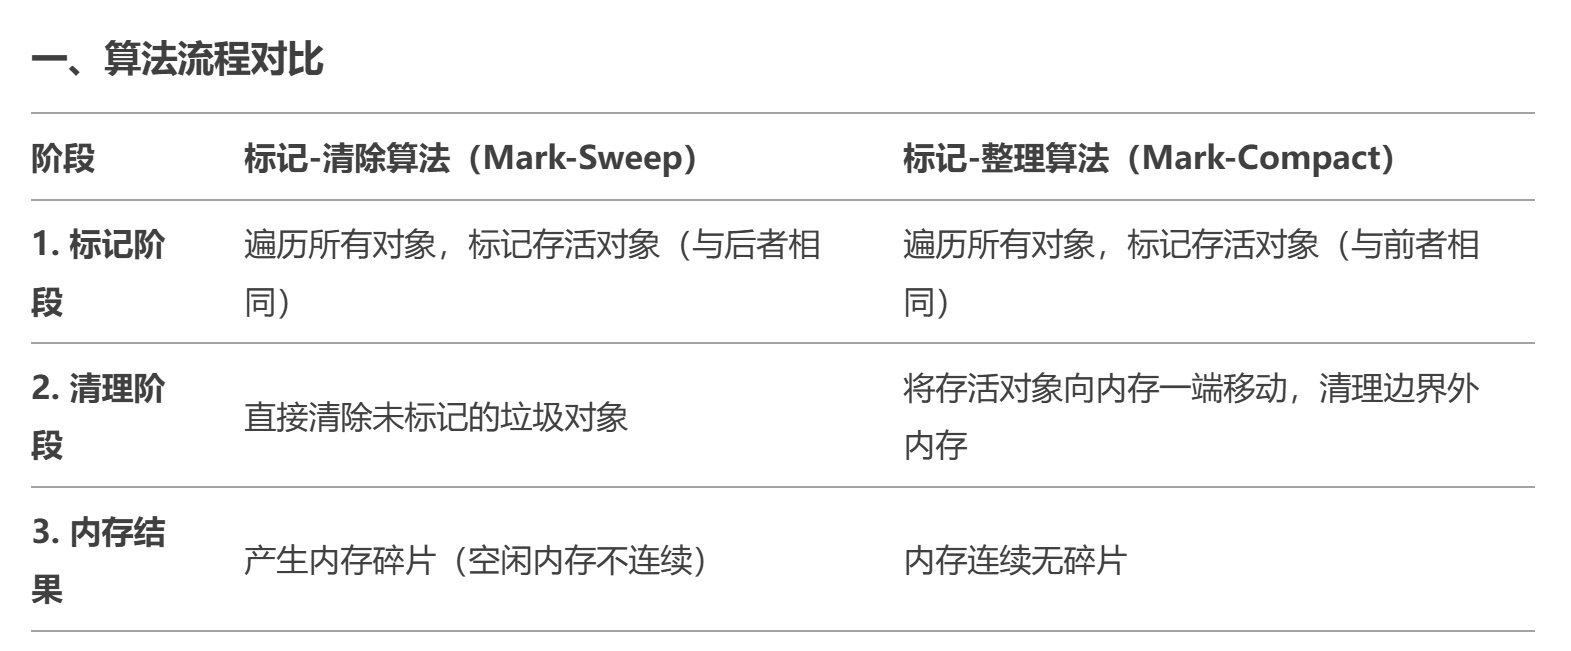 一、算法流程对比
阶段 标记-清除算法（Mark-Sweep） 标记-整理算法（Mark-Compact）
1. 标记阶 遍历所有对象，标记存活对象（与后者相 遍历所有对象，标记存活对象（与前者相
段 同） 同）
2. 清理阶 直接清除未标记的垃圾对象 将存活对象向内存一端移动，清理边界外
段 内存
3. 内存结 产生内存碎片（空闲内存不连续） 内存连续无碎片
果